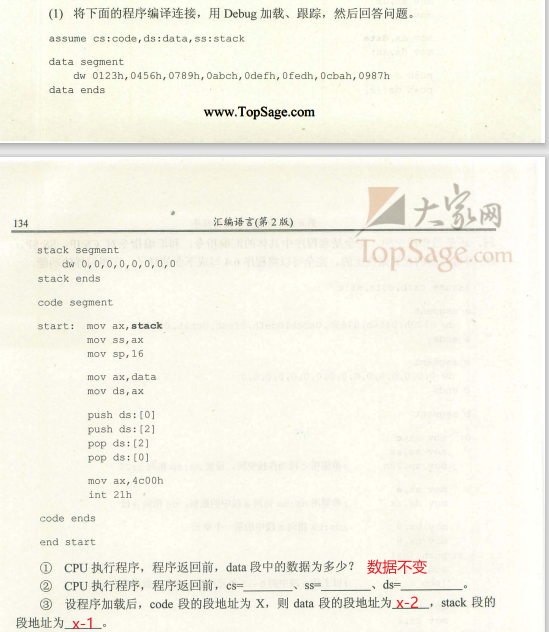 (1) 将下面的程序编译连接，用 Debug 加载、跟踪，然后回答问题。
assume cs:code,ds:data,ss:stack
data segment
dw 0123h,0456h,0789h,0abch,0defh,0fedh,0cbah,0987h
data ends
www.TopSage.com
大家网
134 汇编语言(第 2 版)
TopSage.com
stack segment
dw 0,0,0,0,0,0,0,0
stack ends
code segment
start: mov ax,stack
mov ss,ax
mov sp,16
mov ax,data
mov ds,ax
push ds:[0]
push ds:[2]
pop ds:[2]
pop ds:[0]
mov ax,4c00h
int 21h
code ends
end start
① CPU 执行程序，程序返回前，data 段中的数据为多少？ 数据不变
② CPU 执行程序，程序返回前，cs=________、ss=________、ds=__________。
③ 设程序加载后，code 段的段地址为 X，则 data 段的段地址为 x-2 ，stack 段的
段地址为 x-1 。